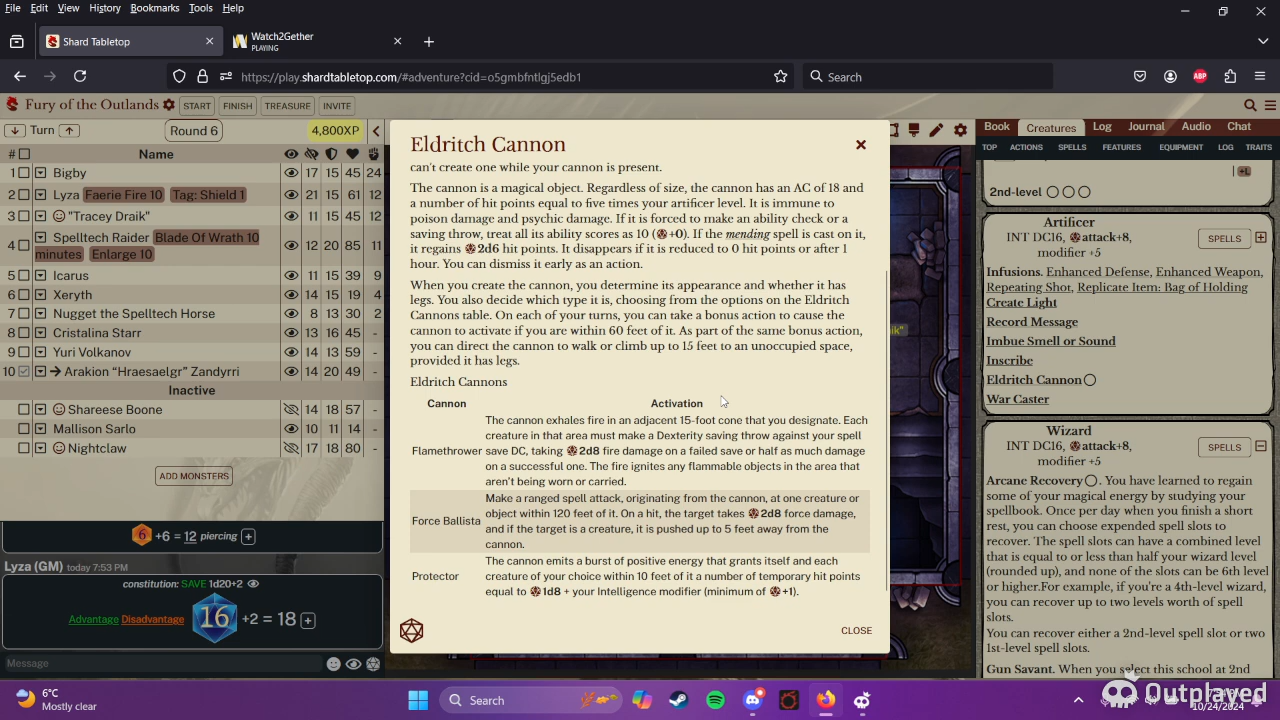 File Edit View History Bookmarks Tools Help
Shard Tabletop
Watch2Gether
PLAYING
https://play.shardtabletop.com/#adventure?cid=o5gmbfntlgj5edb1
Search
ABP
Fury of the Outlands START FINISH TREASURE INVITE
Turn Round 6 4,800XP
# Name
1 Bigby 17 15 45 24
2 Lyza Faerie Fire 10 Tag: Shield 1 21 15 61 12
3 "Tracey Draik" 11 15 45 12
4 Spelltech Raider Blade Of Wrath 10 minutes Enlarge 10 12 20 85 11
5 Icarus 11 15 39 9
6 Xeryth 14 15 19 4
7 Nugget the Spelltech Horse 8 13 30 2
8 Cristalina Starr 13 16 45 -
9 Yuri Volkanov 14 13 59 -
10 Arakion “Hraesaelgr” Zandyrri 14 20 49 -
Inactive
Shareese Boone 14 18 57 -
Mallison Sarlo 10 11 14 -
Nightclaw 17 18 80 -
ADD MONSTERS
6 +6 = 12 piercing
Lyza (GM) today 7:53 PM
constitution: SAVE 1d20+2
Advantage Disadvantage 16 +2 = 18
Message
Eldritch Cannon
can’t create one while your cannon is present.
The cannon is a magical object. Regardless of size, the cannon has an AC of 18 and
a number of hit points equal to five times your artificer level. It is immune to
poison damage and psychic damage. If it is forced to make an ability check or a
saving throw, treat all its ability scores as 10 (+0). If the mending spell is cast on it,
it regains 2d6 hit points. It disappears if it is reduced to 0 hit points or after 1
hour. You can dismiss it early as an action.
When you create the cannon, you determine its appearance and whether it has
legs. You also decide which type it is, choosing from the options on the Eldritch
Cannons table. On each of your turns, you can take a bonus action to cause the
cannon to activate if you are within 60 feet of it. As part of the same bonus action,
you can direct the cannon to walk or climb up to 15 feet to an unoccupied space,
provided it has legs.
Eldritch Cannons
Cannon Activation
Flamethrower
The cannon exhales fire in an adjacent 15-foot cone that you designate. Each
creature in that area must make a Dexterity saving throw against your spell
save DC, taking 2d8 fire damage on a failed save or half as much damage
on a successful one. The fire ignites any flammable objects in the area that
aren’t being worn or carried.
Force Ballista
Make a ranged spell attack, originating from the cannon, at one creature or
object within 120 feet of it. On a hit, the target takes 2d8 force damage,
and if the target is a creature, it is pushed up to 5 feet away from the
cannon.
Protector
The cannon emits a burst of positive energy that grants itself and each
creature of your choice within 10 feet of it a number of temporary hit points
equal to 1d8 + your Intelligence modifier (minimum of +1).
CLOSE
Book Creatures Log Journal Audio Chat
TOP ACTIONS SPELLS FEATURES EQUIPMENT LOG TRAITS
2nd-level
Artificer
INT DC16, attack+8,
modifier +5
SPELLS
Infusions. Enhanced Defense, Enhanced Weapon,
Repeating Shot, Replicate Item: Bag of Holding
Create Light
Record Message
Imbue Smell or Sound
Inscribe
Eldritch Cannon
War Caster
Wizard
INT DC16, attack+8,
modifier +5
SPELLS
Arcane Recovery. You have learned to regain
some of your magical energy by studying your
spellbook. Once per day when you finish a short
rest, you can choose expended spell slots to
recover. The spell slots can have a combined level
that is equal to or less than half your wizard level
(rounded up), and none of the slots can be 6th level
or higher.For example, if you're a 4th-level wizard,
you can recover up to two levels worth of spell
slots.
You can recover either a 2nd-level spell slot or two
1st-level spell slots.
Gun Savant. When you select this school at 2nd
6°C
Mostly clear
Search
Outplayed
10/24/2024